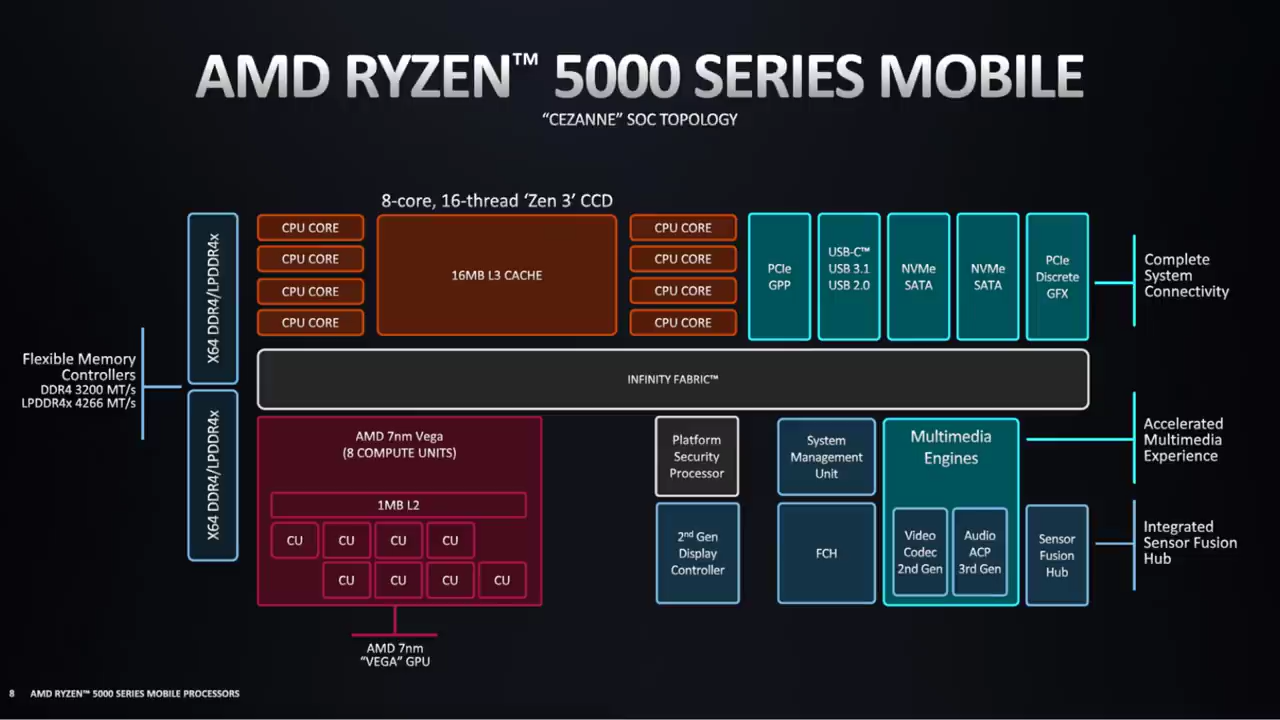 AMD RYZEN™ 5000 SERIES MOBILE
“CEZANNE” SOC TOPOLOGY
8-core, 16-thread ‘Zen 3’ CCD
X64 DDR4/LPDDR4x
X64 DDR4/LPDDR4x
Flexible Memory
Controllers
DDR4 3200 MT/s
LPDDR4x 4266 MT/s
CPU CORE
CPU CORE
CPU CORE
CPU CORE
16MB L3 CACHE
CPU CORE
CPU CORE
CPU CORE
CPU CORE
PCIe
GPP
USB-C™
USB 3.1
USB 2.0
NVMe
SATA
NVMe
SATA
PCIe
Discrete
GFX
Complete
System
Connectivity
INFINITY FABRIC™
AMD 7nm Vega
(8 COMPUTE UNITS)
1MB L2
CU
CU
CU
CU
CU
CU
CU
CU
AMD 7nm
“VEGA” GPU
Platform
Security
Processor
2nd Gen
Display
Controller
System
Management
Unit
FCH
Multimedia
Engines
Video
Codec
2nd Gen
Audio
ACP
3rd Gen
Sensor
Fusion
Hub
Accelerated
Multimedia
Experience
Integrated
Sensor Fusion
Hub
8 AMD RYZEN™ 5000 SERIES MOBILE PROCESSORS